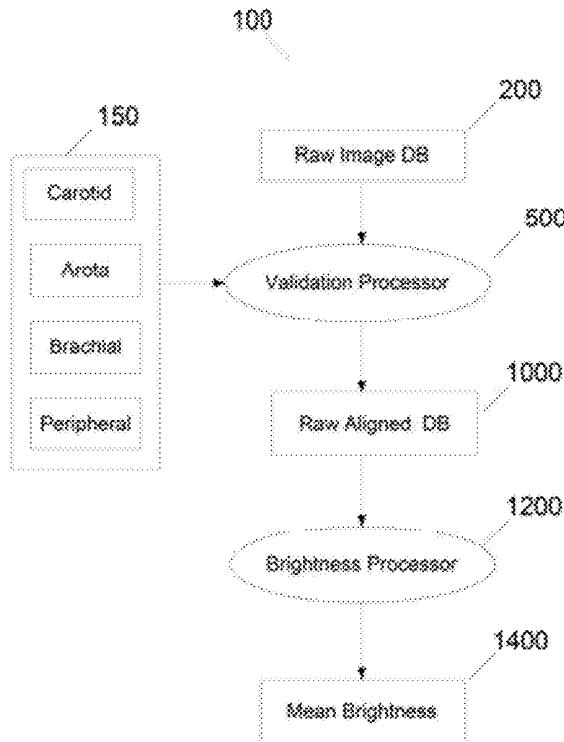 100
200
150
Raw Image DB
Carotid
500
Arota
Validation Processor
Brachial
1000
Peripheral
Raw Aligned DB
1200
Brightness Processor
1400
Mean Brightness